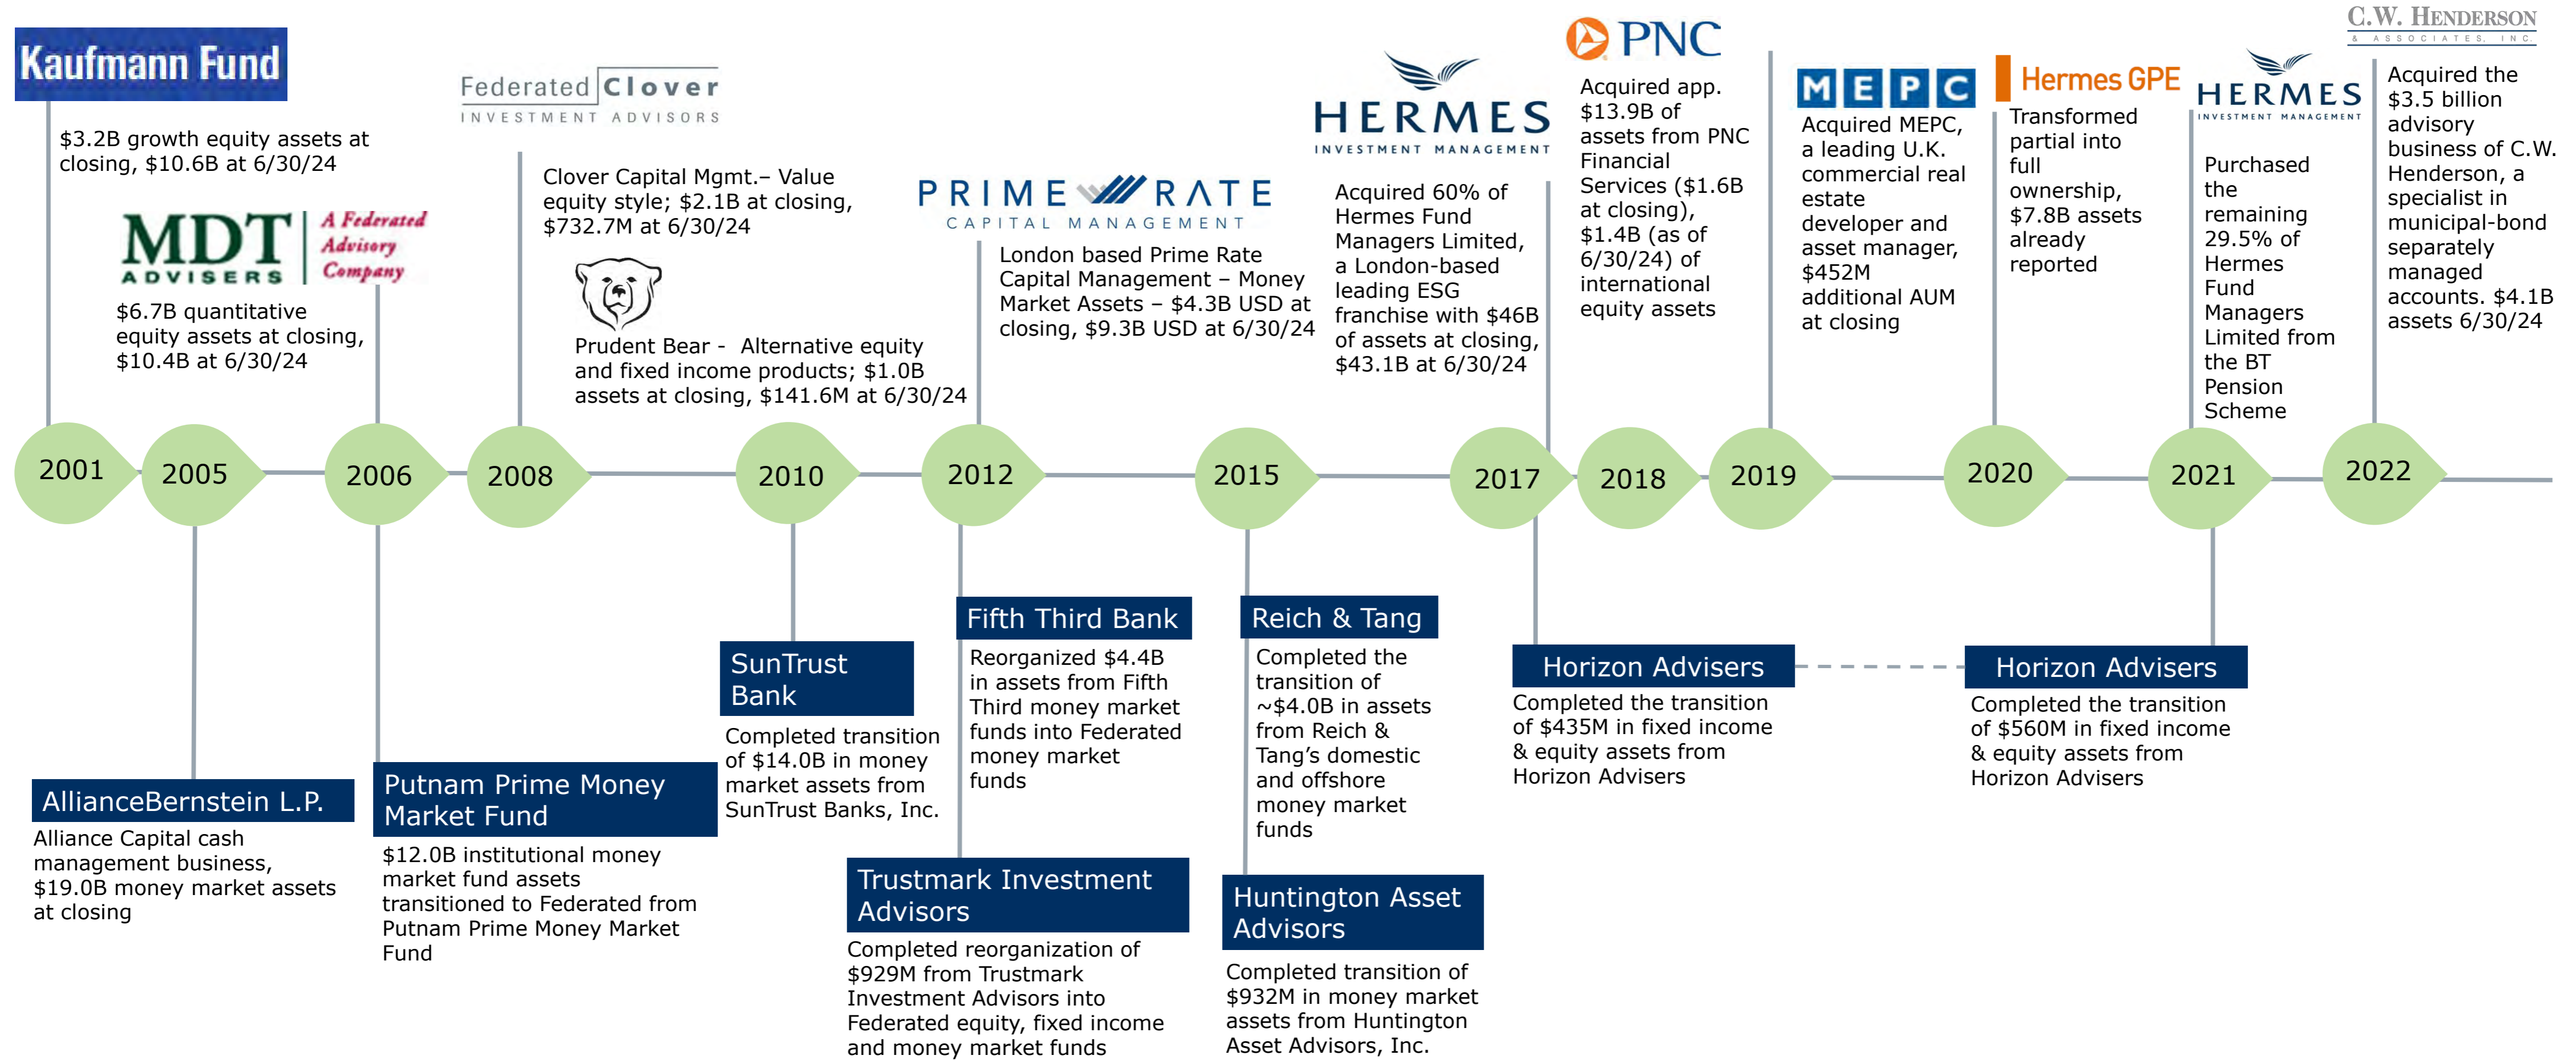 Kaufmann Fund
$3.2B growth equity assets at
closing, $10.6B at 6/30/24
MDT
ADVISERS
A Federated
Advisory
Company
$6.7B quantitative
equity assets at closing,
$10.4B at 6/30/24
Federated Clover
INVESTMENT ADVISORS
Clover Capital Mgmt.– Value
equity style; $2.1B at closing,
$732.7M at 6/30/24
Prudent Bear - Alternative equity
and fixed income products; $1.0B
assets at closing, $141.6M at 6/30/24
PRIME RATE
CAPITAL MANAGEMENT
London based Prime Rate
Capital Management – Money
Market Assets – $4.3B USD at
closing, $9.3B USD at 6/30/24
HERMES
INVESTMENT MANAGEMENT
Acquired 60% of
Hermes Fund
Managers Limited,
a London-based
leading ESG
franchise with $46B
of assets at closing,
$43.1B at 6/30/24
PNC
Acquired app.
$13.9B of
assets from PNC
Financial
Services ($1.6B
at closing),
$1.4B (as of
6/30/24) of
international
equity assets
MEPC
Acquired MEPC,
a leading U.K.
commercial real
estate
developer and
asset manager,
$452M
additional AUM
at closing
Hermes GPE
Transformed
partial into
full
ownership,
$7.8B assets
already
reported
HERMES
INVESTMENT MANAGEMENT
Purchased
the
remaining
29.5% of
Hermes
Fund
Managers
Limited from
the BT
Pension
Scheme
C.W. HENDERSON
& ASSOCIATES, INC.
Acquired the
$3.5 billion
advisory
business of C.W.
Henderson, a
specialist in
municipal-bond
separately
managed
accounts. $4.1B
assets 6/30/24
2001
2005
2006
2008
2010
2012
2015
2017
2018
2019
2020
2021
2022
AllianceBernstein L.P.
Alliance Capital cash
management business,
$19.0B money market assets
at closing
Putnam Prime Money
Market Fund
$12.0B institutional money
market fund assets
transitioned to Federated from
Putnam Prime Money Market
Fund
SunTrust
Bank
Completed transition
of $14.0B in money
market assets from
SunTrust Banks, Inc.
Fifth Third Bank
Reorganized $4.4B
in assets from Fifth
Third money market
funds into Federated
money market
funds
Trustmark Investment
Advisors
Completed reorganization of
$929M from Trustmark
Investment Advisors into
Federated equity, fixed income
and money market funds
Reich & Tang
Completed the
transition of
~$4.0B in assets
from Reich &
Tang’s domestic
and offshore
money market
funds
Huntington Asset
Advisors
Completed transition of
$932M in money market
assets from Huntington
Asset Advisors, Inc.
Horizon Advisers
Completed the transition
of $435M in fixed income
& equity assets from
Horizon Advisers
Horizon Advisers
Completed the transition
of $560M in fixed income
& equity assets from
Horizon Advisers